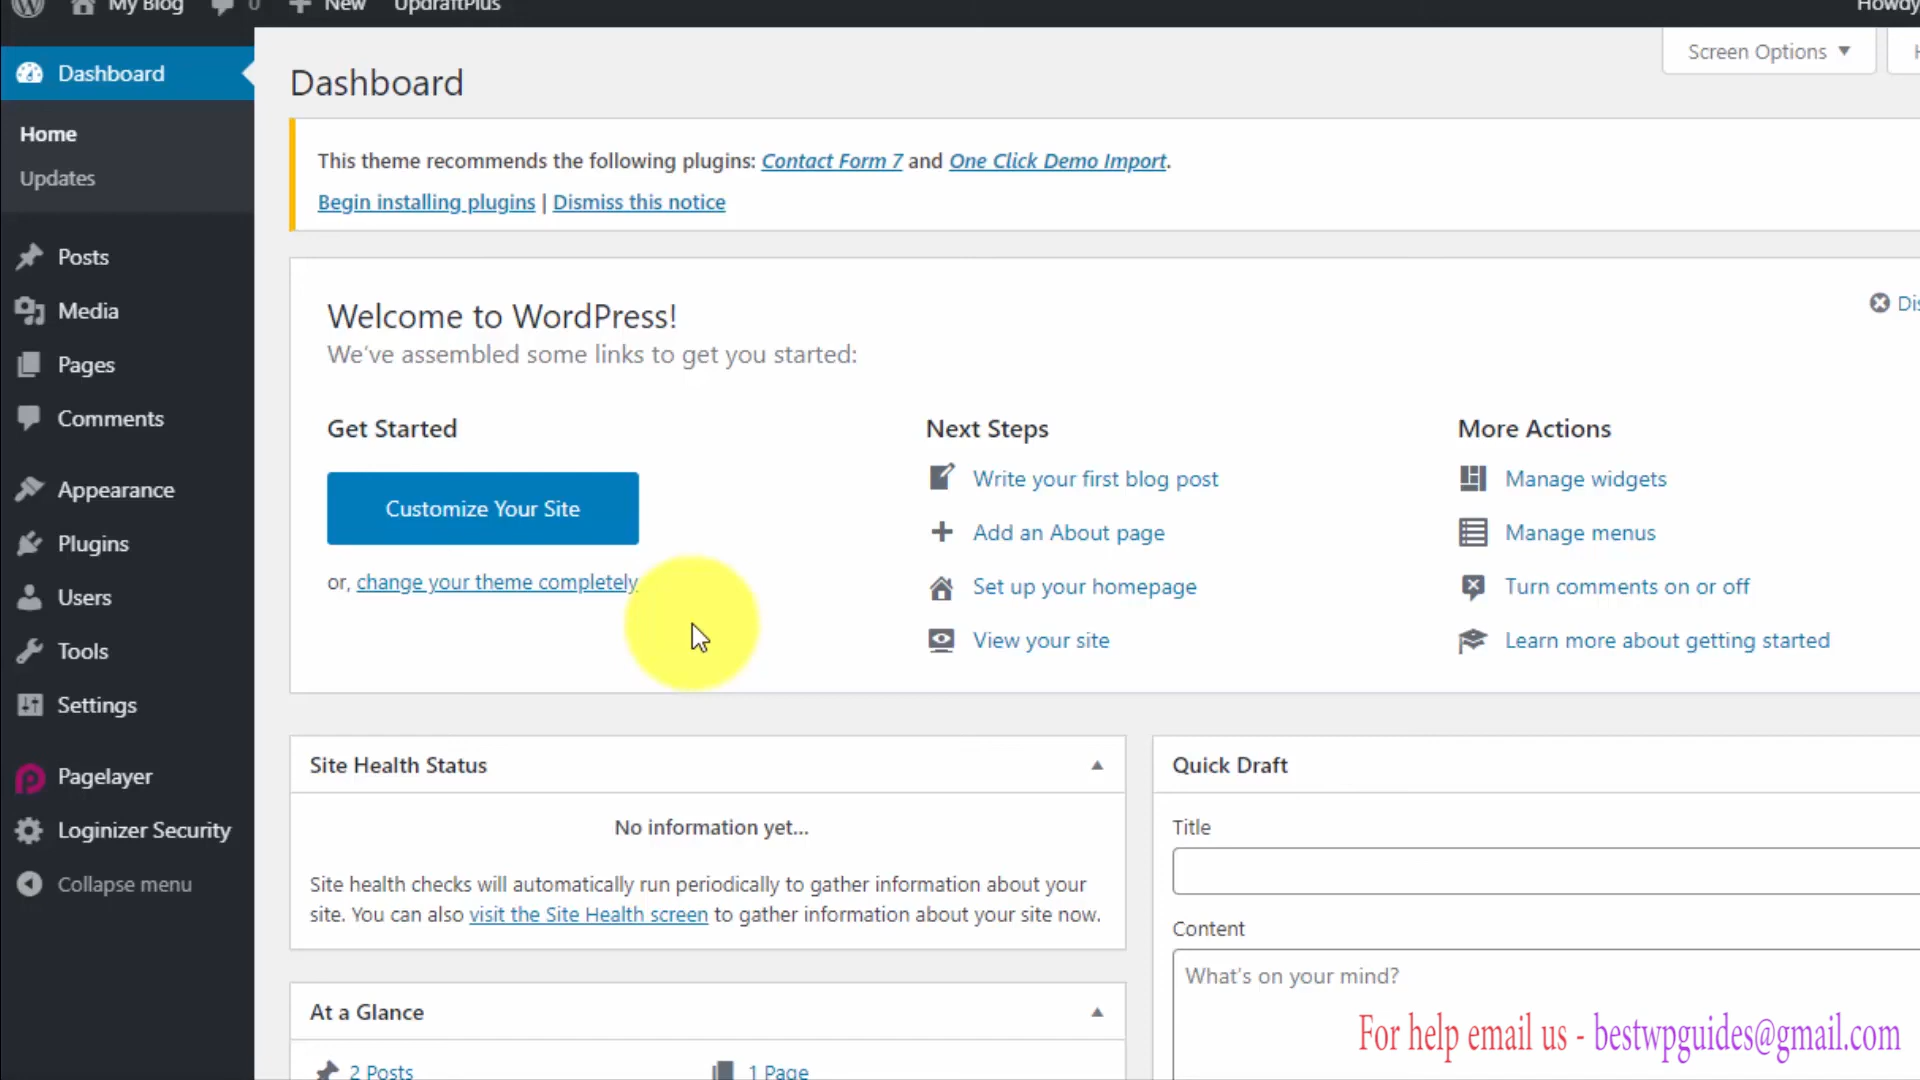 My Blog 0 New UpdraftPlus Howdy
Dashboard
Home
Updates
Posts
Media
Pages
Comments
Appearance
Plugins
Users
Tools
Settings
Pagelayer
Loginizer Security
Collapse menu
Screen Options
Dashboard
This theme recommends the following plugins: Contact Form 7 and One Click Demo Import.
Begin installing plugins | Dismiss this notice
Welcome to WordPress!
Dis
We've assembled some links to get you started:
Get Started
Customize Your Site
or, change your theme completely
Next Steps
Write your first blog post
Add an About page
Set up your homepage
View your site
More Actions
Manage widgets
Manage menus
Turn comments on or off
Learn more about getting started
Site Health Status
No information yet...
Site health checks will automatically run periodically to gather information about your
site. You can also visit the Site Health screen to gather information about your site now.
At a Glance
2 Posts
1 Page
Quick Draft
Title
Content
What's on your mind?
For help email us - bestwpguides@gmail.com